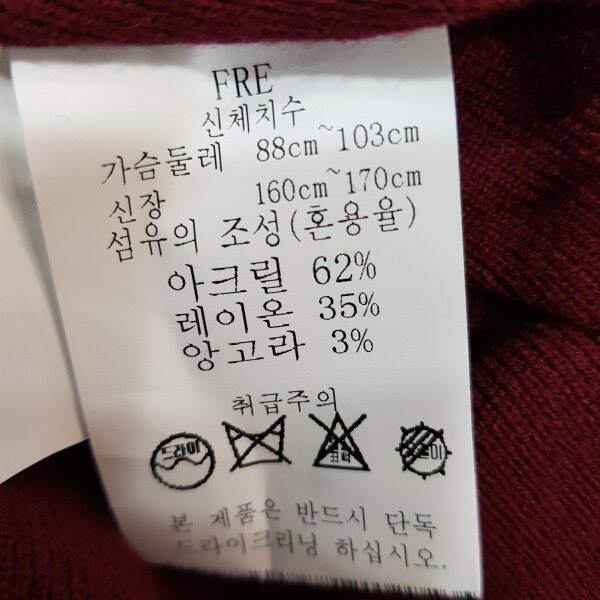 FRE
신체치수
가슴둘레 88cm~103cm
신장 160cm~170cm
섬유의 조성(혼용율)
아크릴 62%
레이온 35%
앙고라 3%
취급주의
드라이
표백
본 제품은 반드시 단독
드라이크리닝 하십시오.